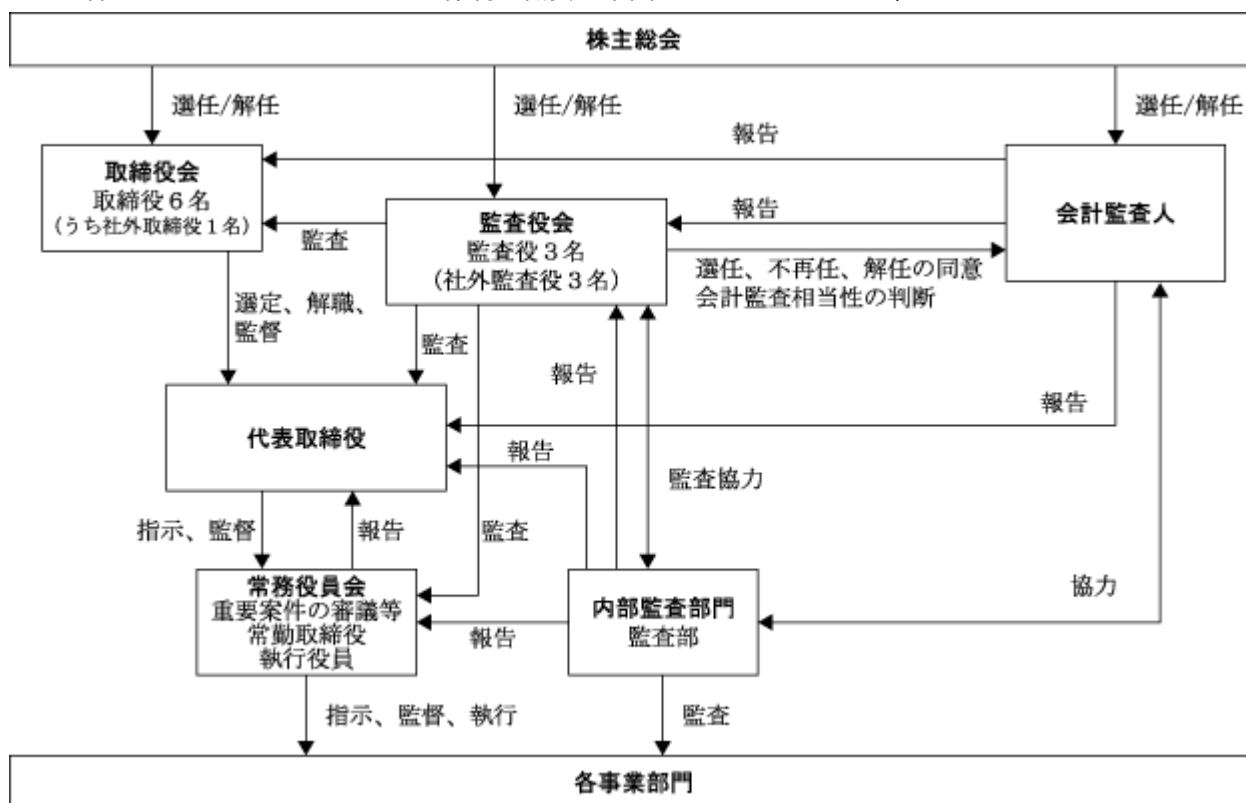 株主総会
選任/解任
選任/解任
選任/解任
報告
取締役会
取締役6名
(うち社外取締役1名)
会計監査人
監査
監査役会
監査役3名
(社外監査役3名)
報告
選任、不再任、解任の同意
会計監査相当性の判断
選定、解職、
監督
監査
報告
報告
代表取締役
報告
監査協力
指示、監督
報告
監査
協力
常務役員会
重要案件の審議等
常勤取締役
執行役員
報告
内部監査部門
監査部
指示、監督、執行
監査
各事業部門